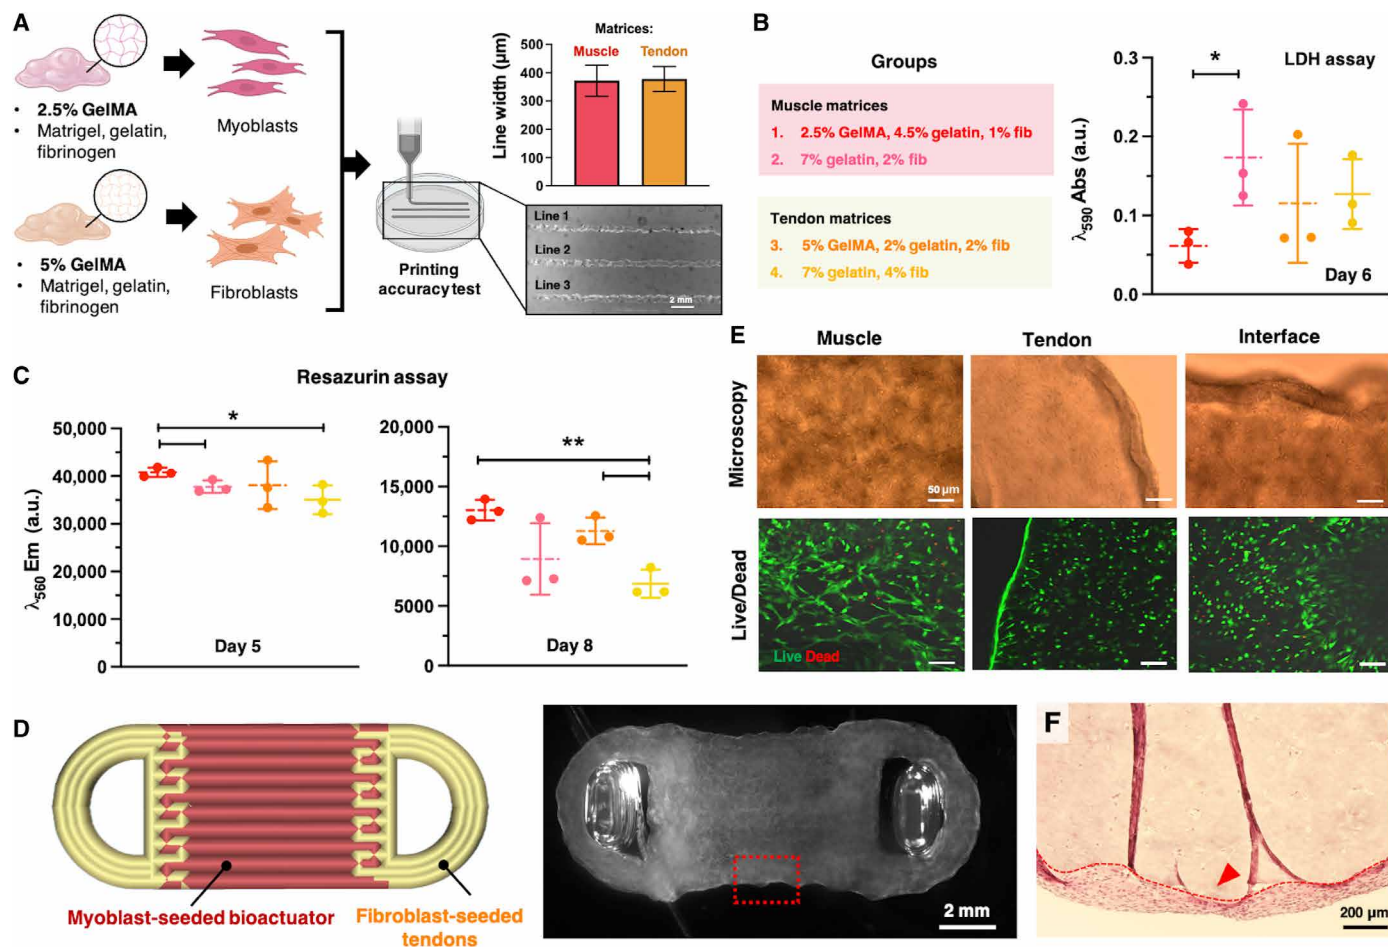 A
• 2.5% GelMA
• Matrigel, gelatin,
fibrinogen
Myoblasts
• 5% GelMA
• Matrigel, gelatin,
fibrinogen
Fibroblasts
Printing
accuracy test
Matrices:
Muscle Tendon
Line width (µm)
500
400
300
200
100
0
Line 1
Line 2
Line 3
2 mm
B
Groups
Muscle matrices
1. 2.5% GelMA, 4.5% gelatin, 1% fib
2. 7% gelatin, 2% fib
Tendon matrices
3. 5% GelMA, 2% gelatin, 2% fib
4. 7% gelatin, 4% fib
LDH assay
λ590 Abs (a.u.)
0.3
0.2
0.1
0.0
*
Day 6
C
Resazurin assay
λ560 Em (a.u.)
50,000
40,000
30,000
20,000
10,000
0
*
Day 5
20,000
15,000
10,000
5000
0
**
Day 8
E
Muscle Tendon Interface
Microscopy
50 µm
Live/Dead
Live Dead
D
Myoblast-seeded bioactuator
Fibroblast-seeded
tendons
2 mm
F
200 µm